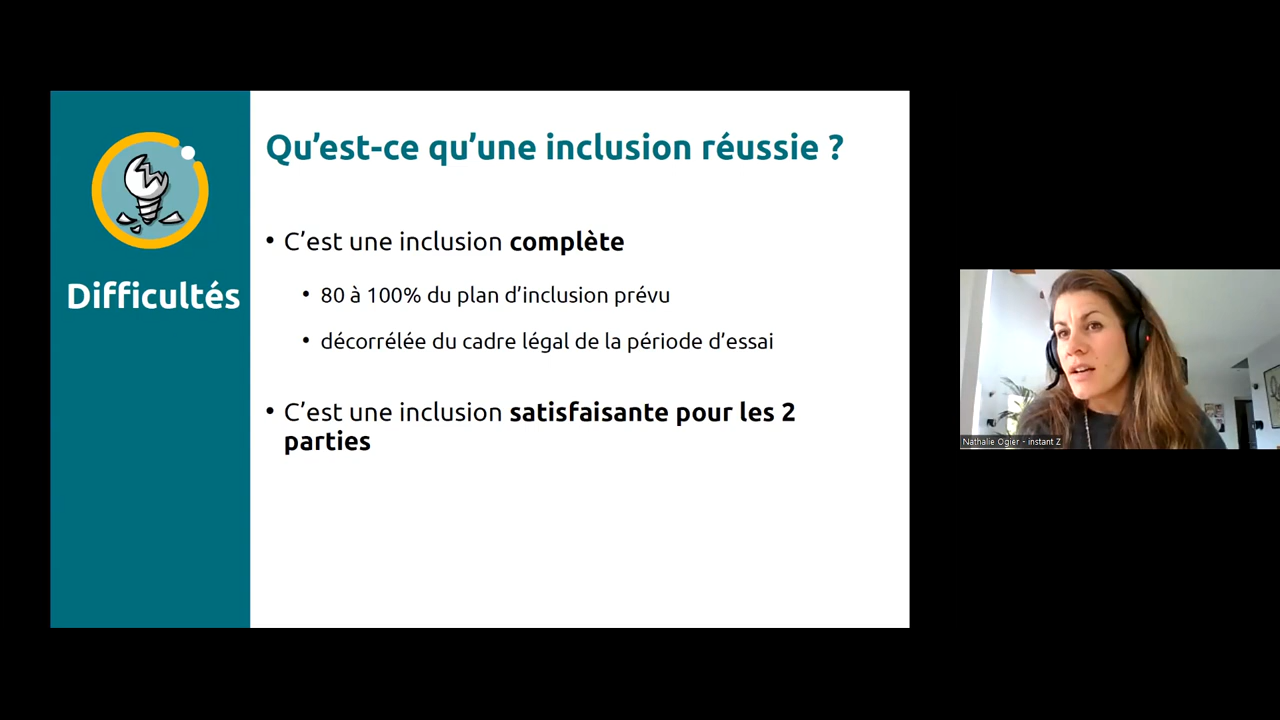 Difficultés
Qu’est-ce qu’une inclusion réussie ?
• C’est une inclusion complète
• 80 à 100% du plan d’inclusion prévu
• décorrélée du cadre légal de la période d’essai
• C’est une inclusion satisfaisante pour les 2
parties
Nathalie Ogier - instant Z